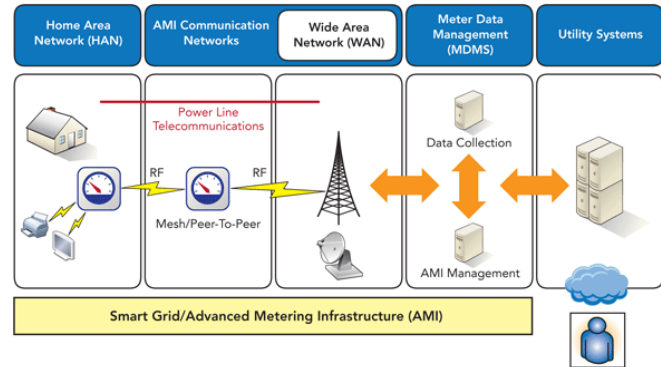 Home Area
Network (HAN)
AMI Communication
Networks
Wide Area
Network (WAN)
Meter Data
Management
(MDMS)
Utility Systems
Power Line
Telecommunications
RF
RF
Mesh/Peer-To-Peer
Data Collection
AMI Management
Smart Grid/Advanced Metering Infrastructure (AMI)